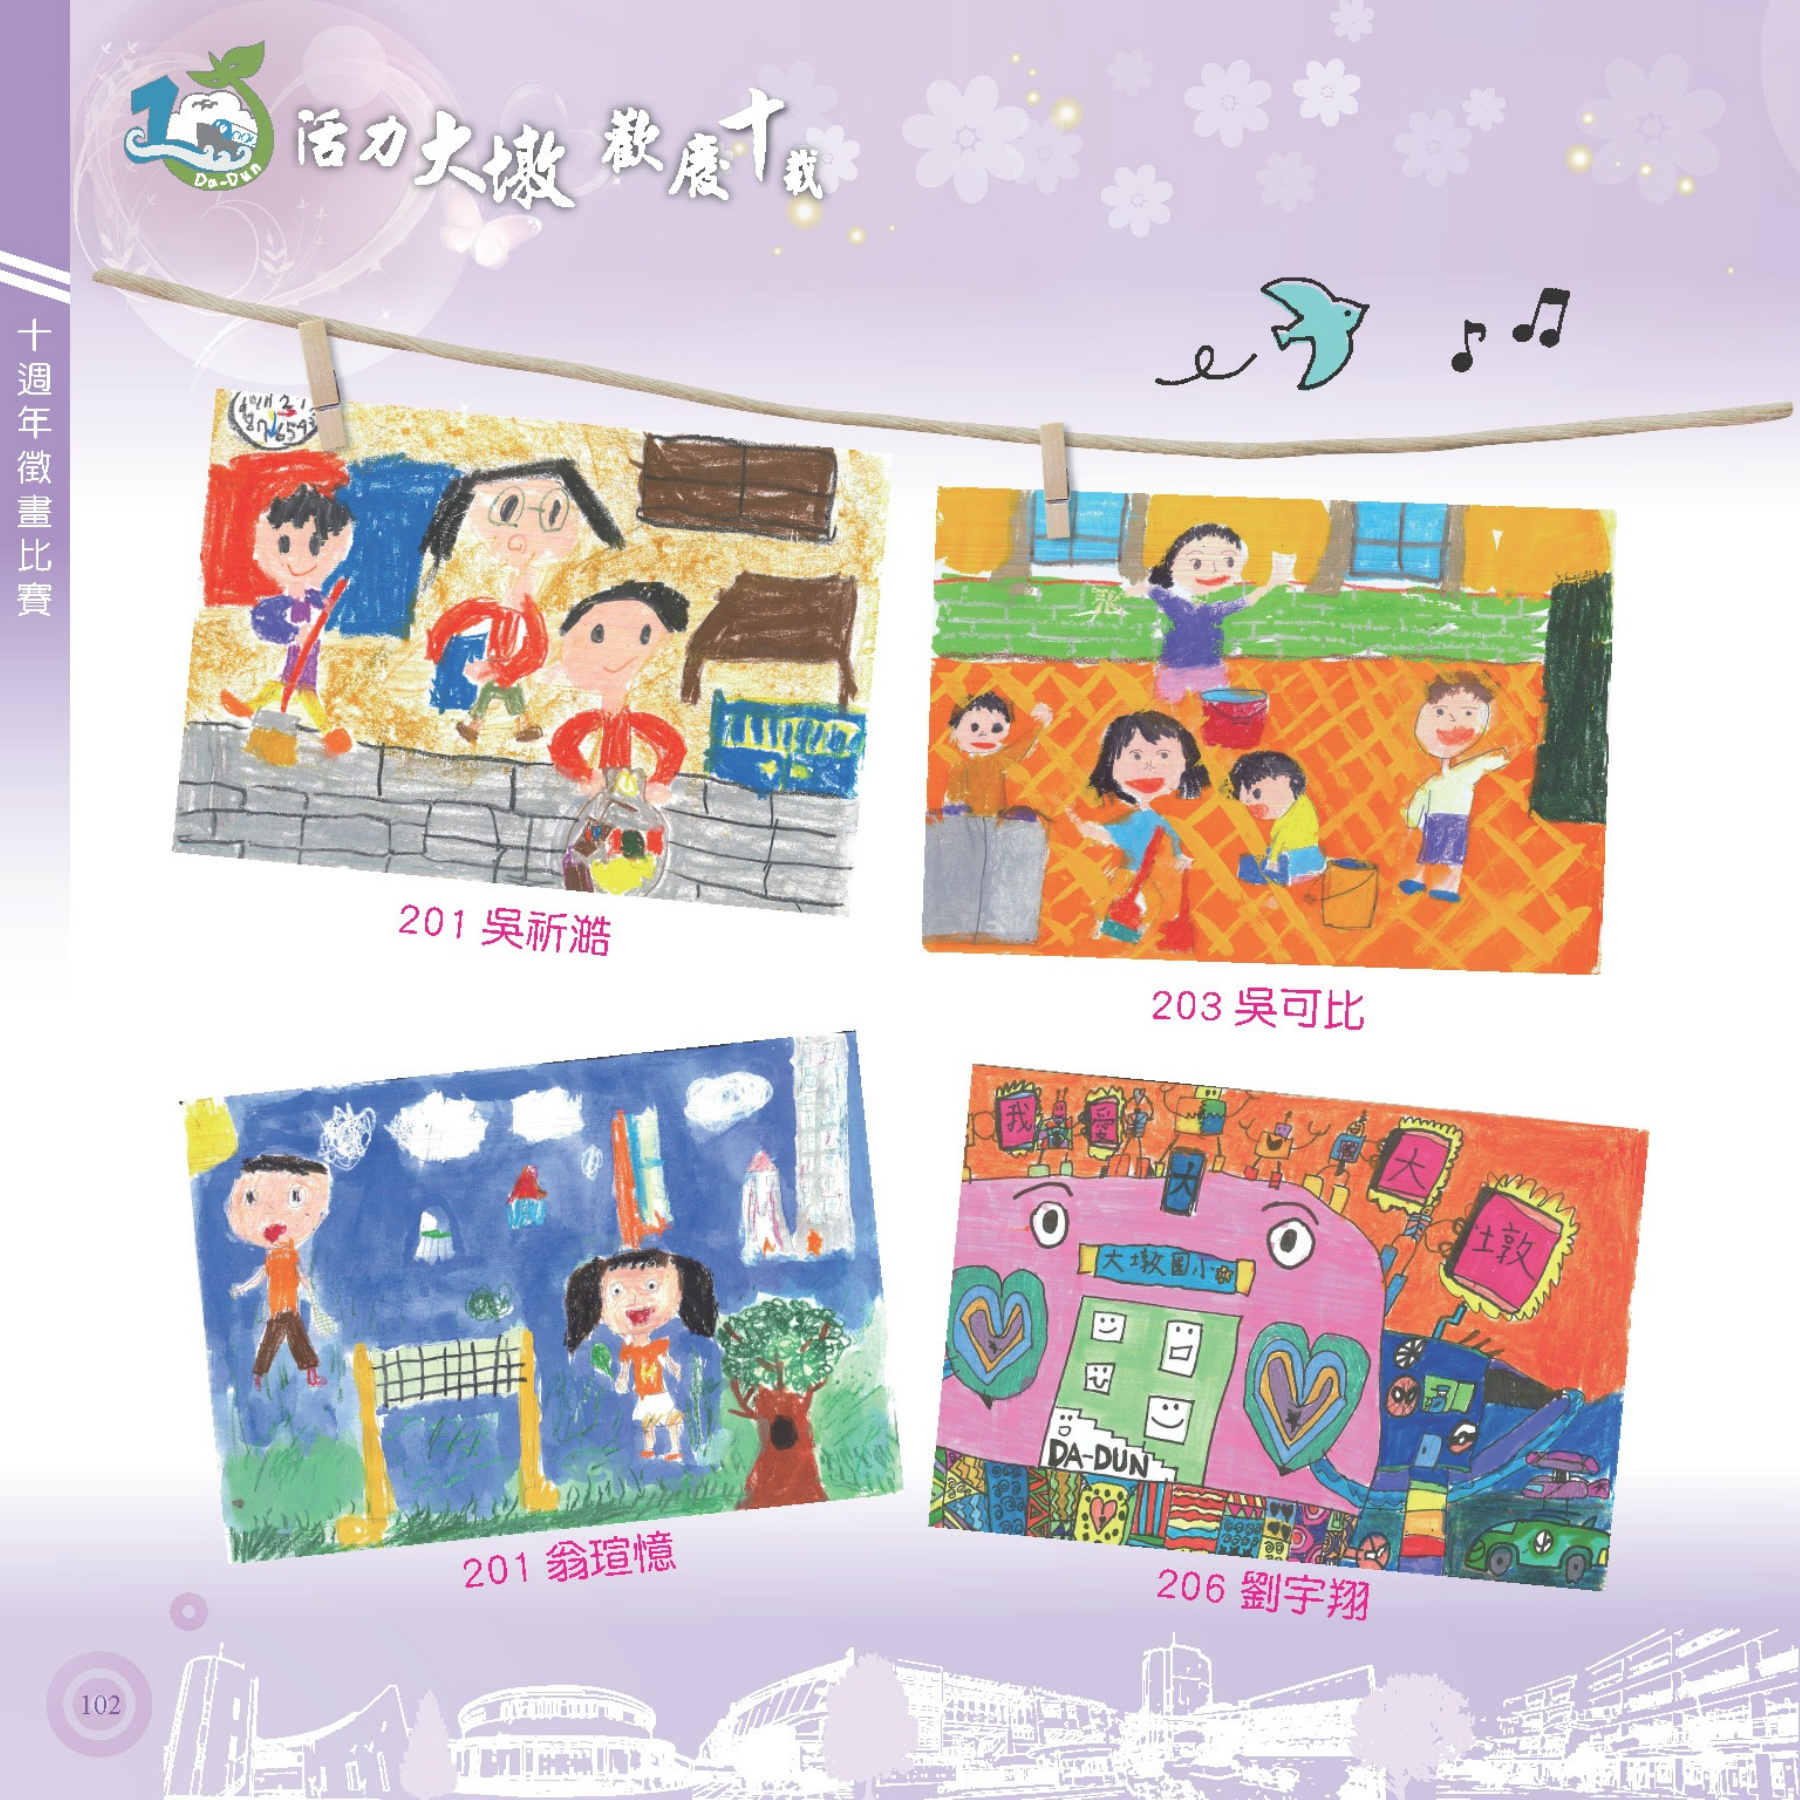 Da-Dun
活力大墩 歡慶十載
十週年徵畫比賽
201 吳祈澔
203 吳可比
201 翁瑄憶
我
愛
大
大
墩
大墩國小
DA-DUN
206 劉宇翔
102